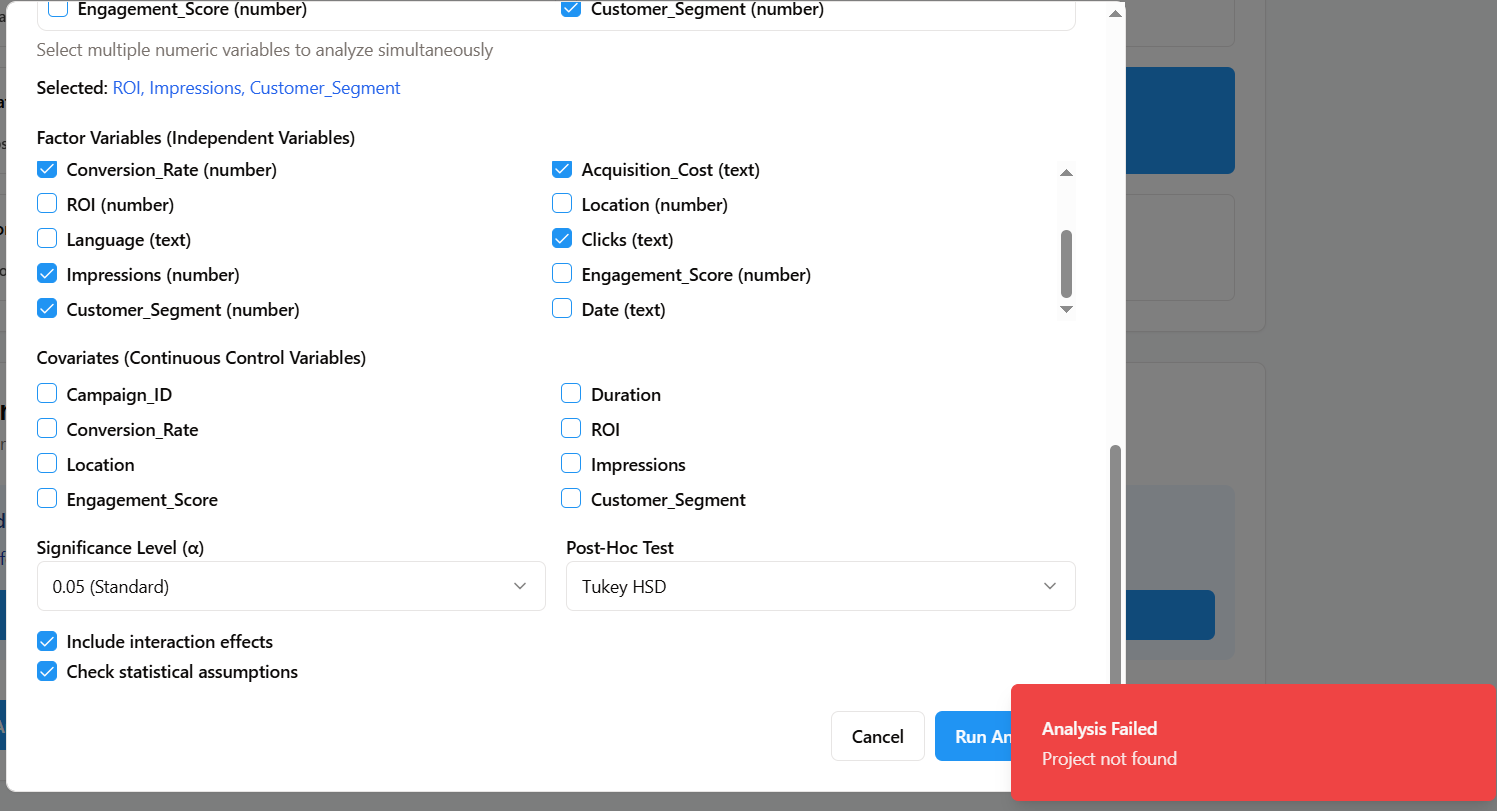 Engagement_Score (number) Customer_Segment (number)
Select multiple numeric variables to analyze simultaneously
Selected: ROI, Impressions, Customer_Segment
Factor Variables (Independent Variables)
Conversion_Rate (number) Acquisition_Cost (text)
ROI (number) Location (number)
Language (text) Clicks (text)
Impressions (number) Engagement_Score (number)
Customer_Segment (number) Date (text)
Covariates (Continuous Control Variables)
Campaign_ID Duration
Conversion_Rate ROI
Location Impressions
Engagement_Score Customer_Segment
Significance Level (α) Post-Hoc Test
0.05 (Standard) Tukey HSD
Include interaction effects
Check statistical assumptions
Cancel Run An
Analysis Failed
Project not found